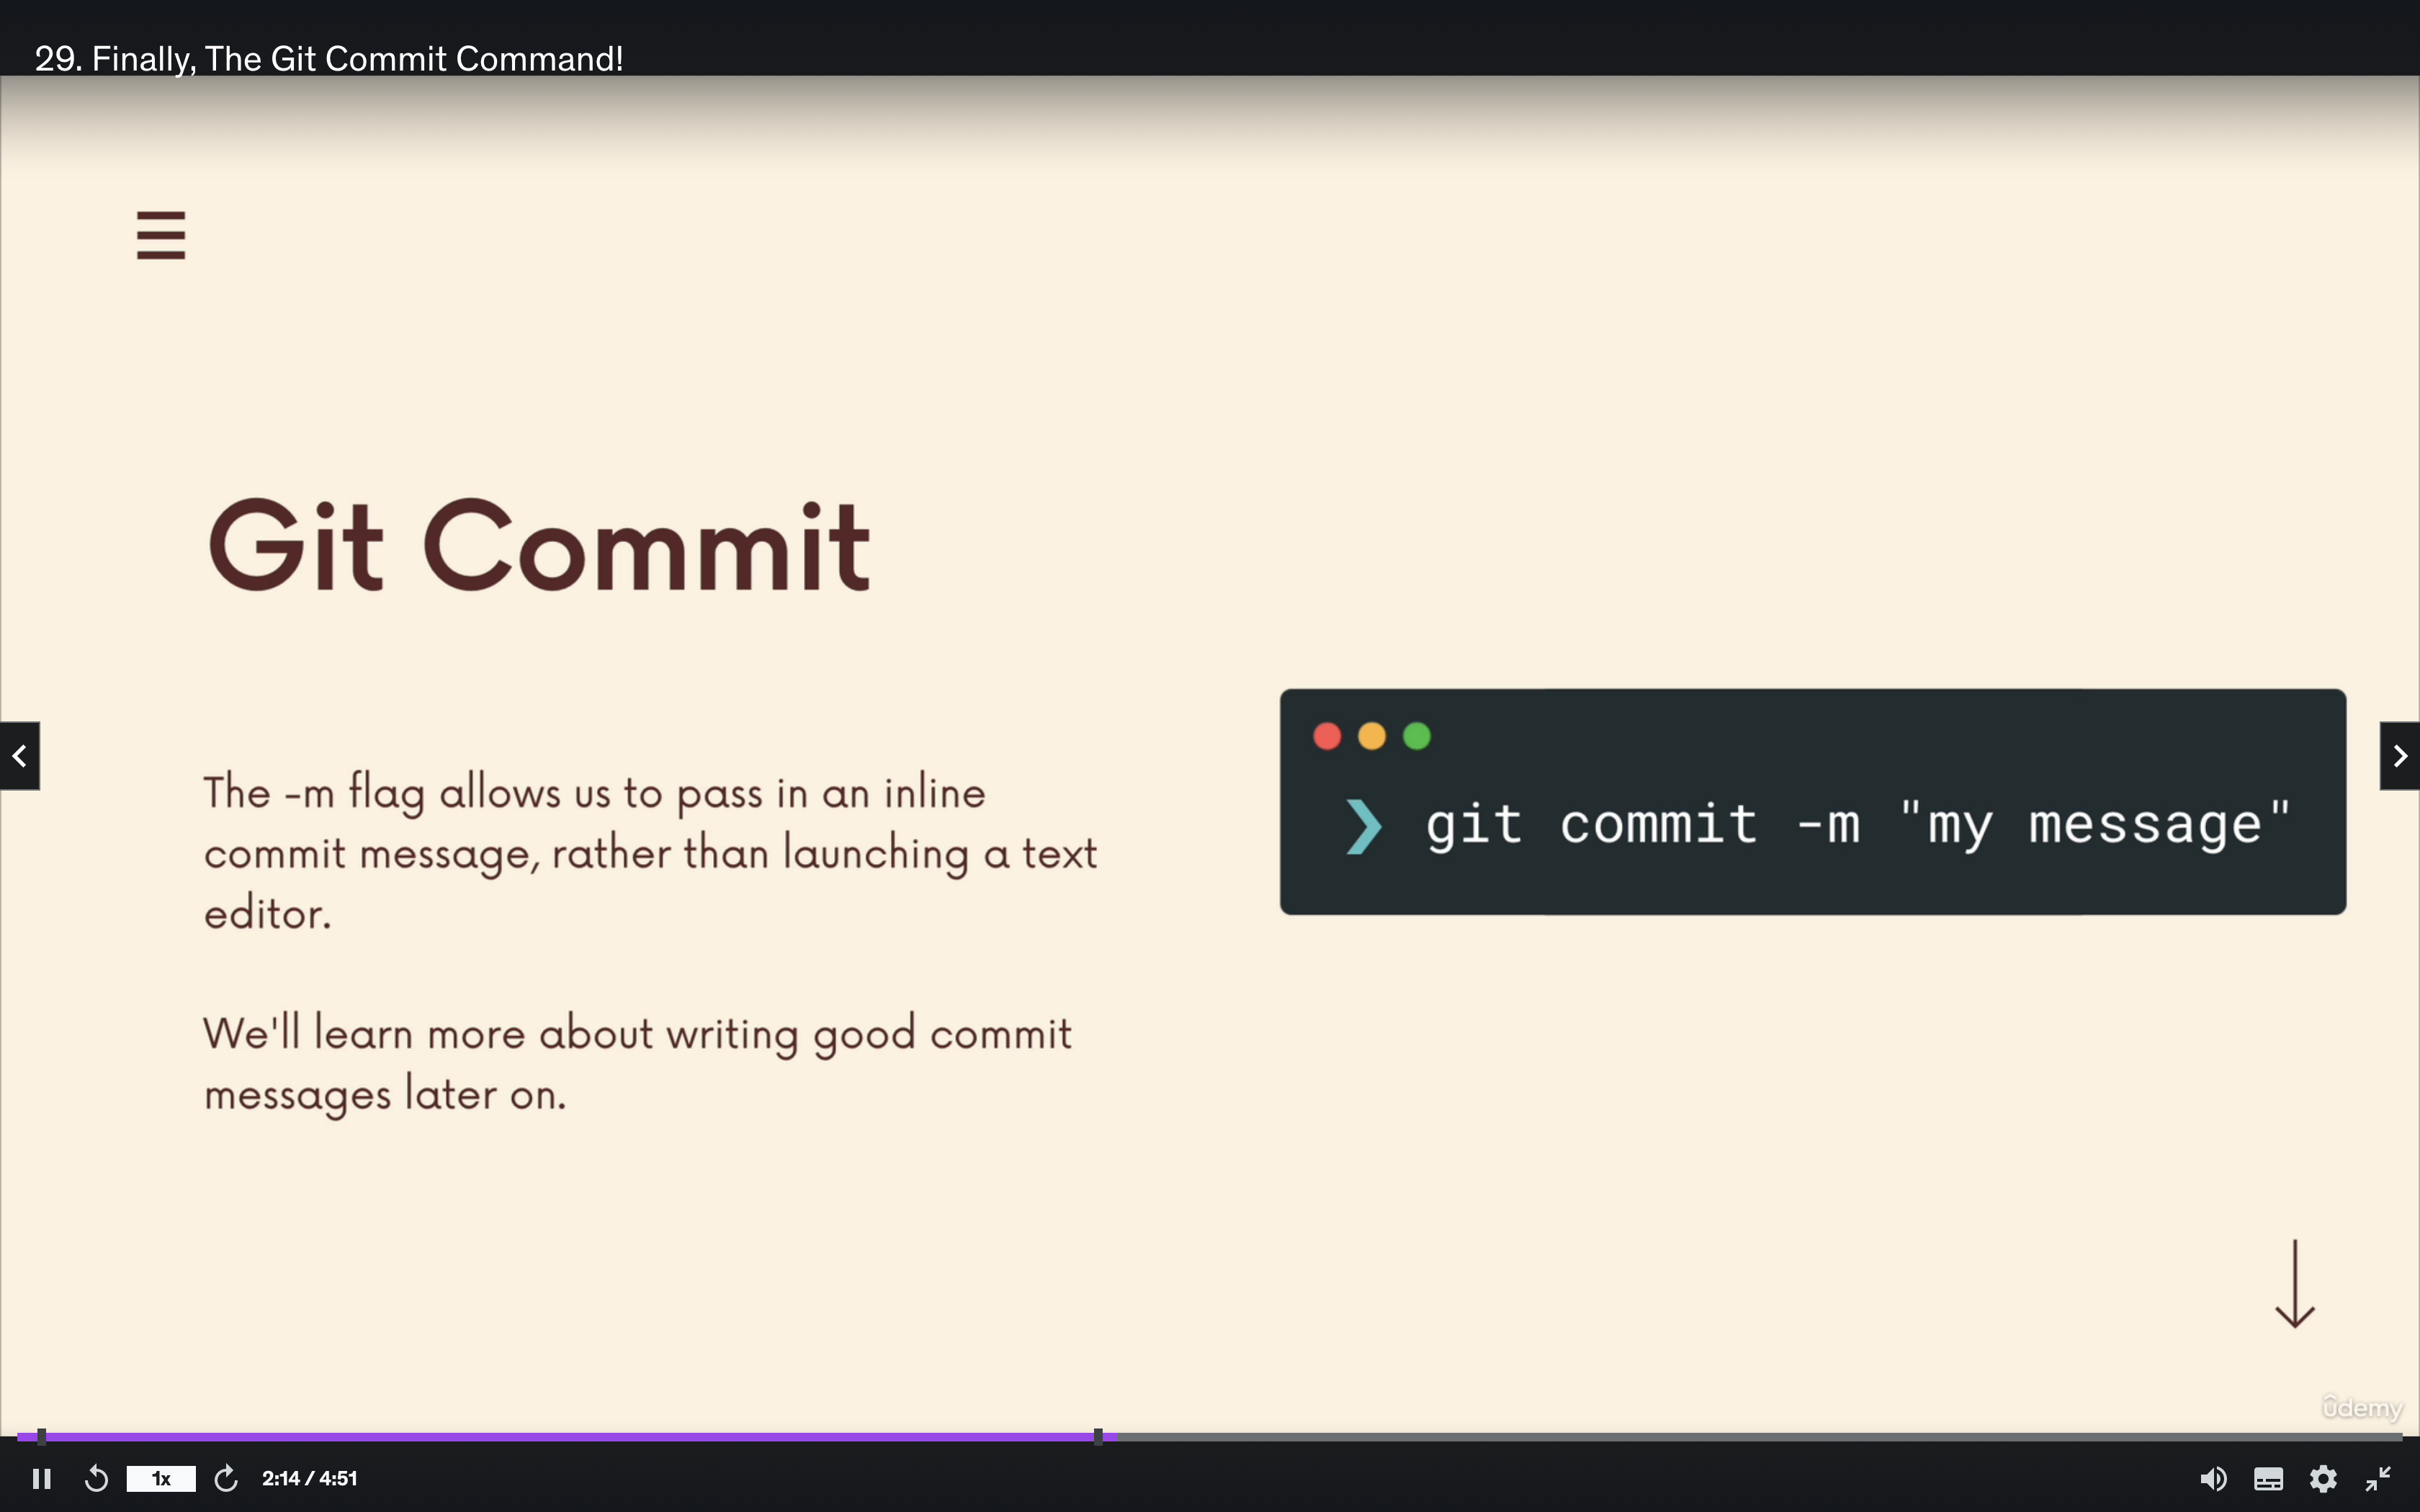 29. Finally, The Git Commit Command!
Git Commit
The -m flag allows us to pass in an inline
commit message, rather than launching a text
editor.
We'll learn more about writing good commit
messages later on.
❯ git commit -m "my message"
ûdemy
1x
2:14 / 4:51